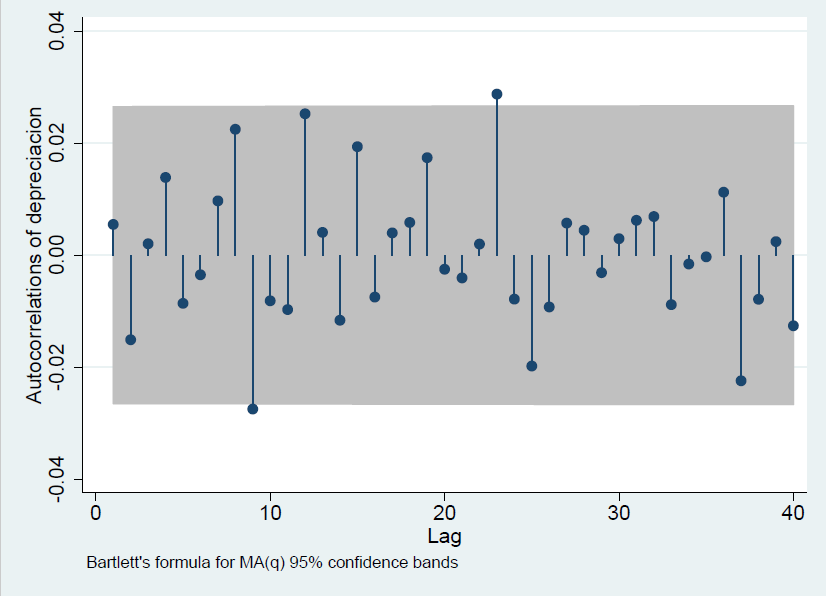 Autocorrelations of depreciacion
0.04
0.02
0.00
-0.02
-0.04
0 10 20 30 40
Lag
Bartlett's formula for MA(q) 95% confidence bands